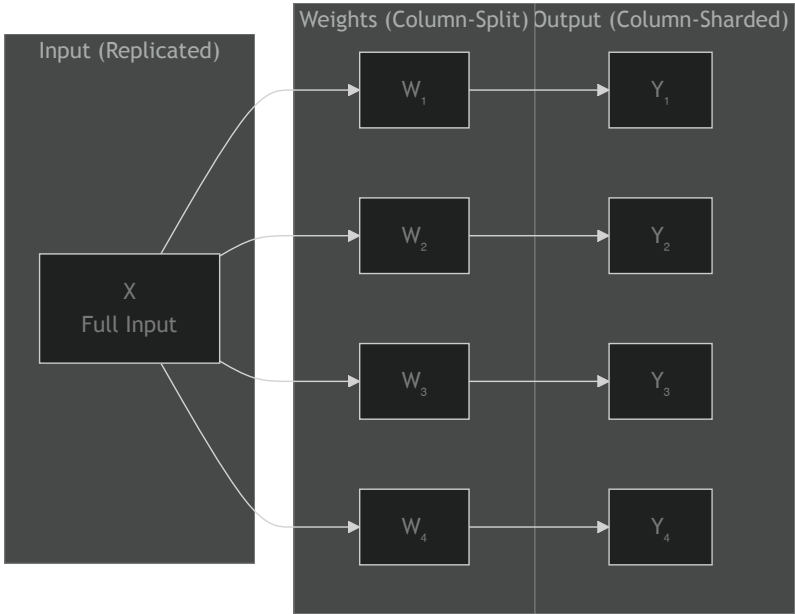 Input (Replicated)
X
Full Input
Weights (Column-Split)
W₁
W₂
W₃
W₄
Output (Column-Sharded)
Y₁
Y₂
Y₃
Y₄